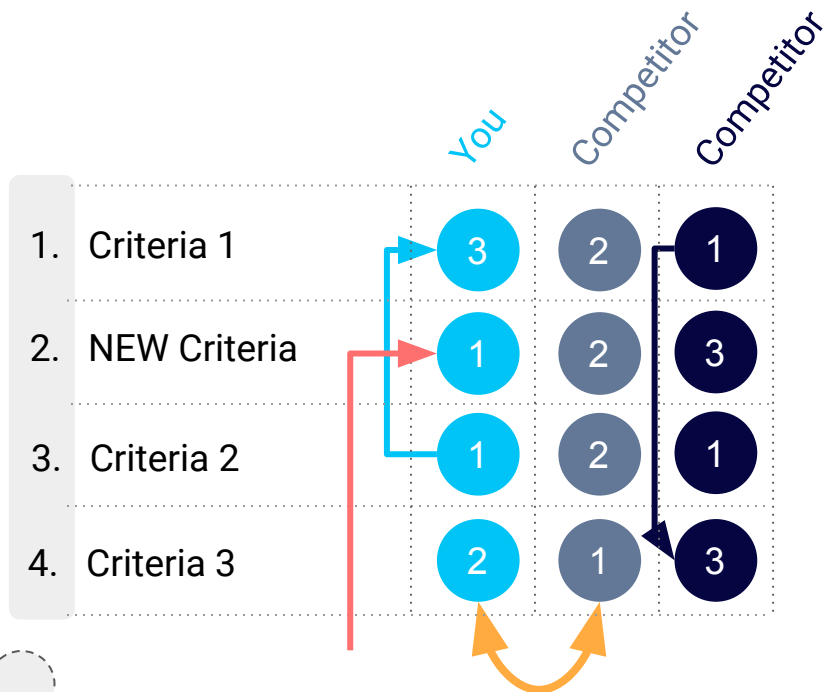 You Competitor Competitor
1. Criteria 1 3 2 1
2. NEW Criteria 1 2 3
3. Criteria 2 1 2 1
4. Criteria 3 2 1 3